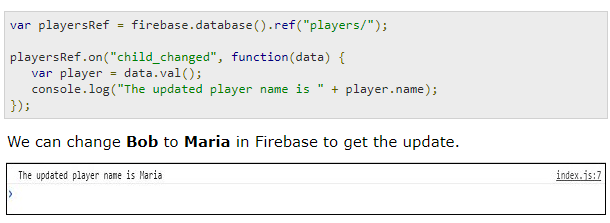 var playersRef = firebase.database().ref("players/");
playersRef.on("child_changed", function(data) {
   var player = data.val();
   console.log("The updated player name is " + player.name);
});
We can change Bob to Maria in Firebase to get the update.
The updated player name is Maria index.js:7
›